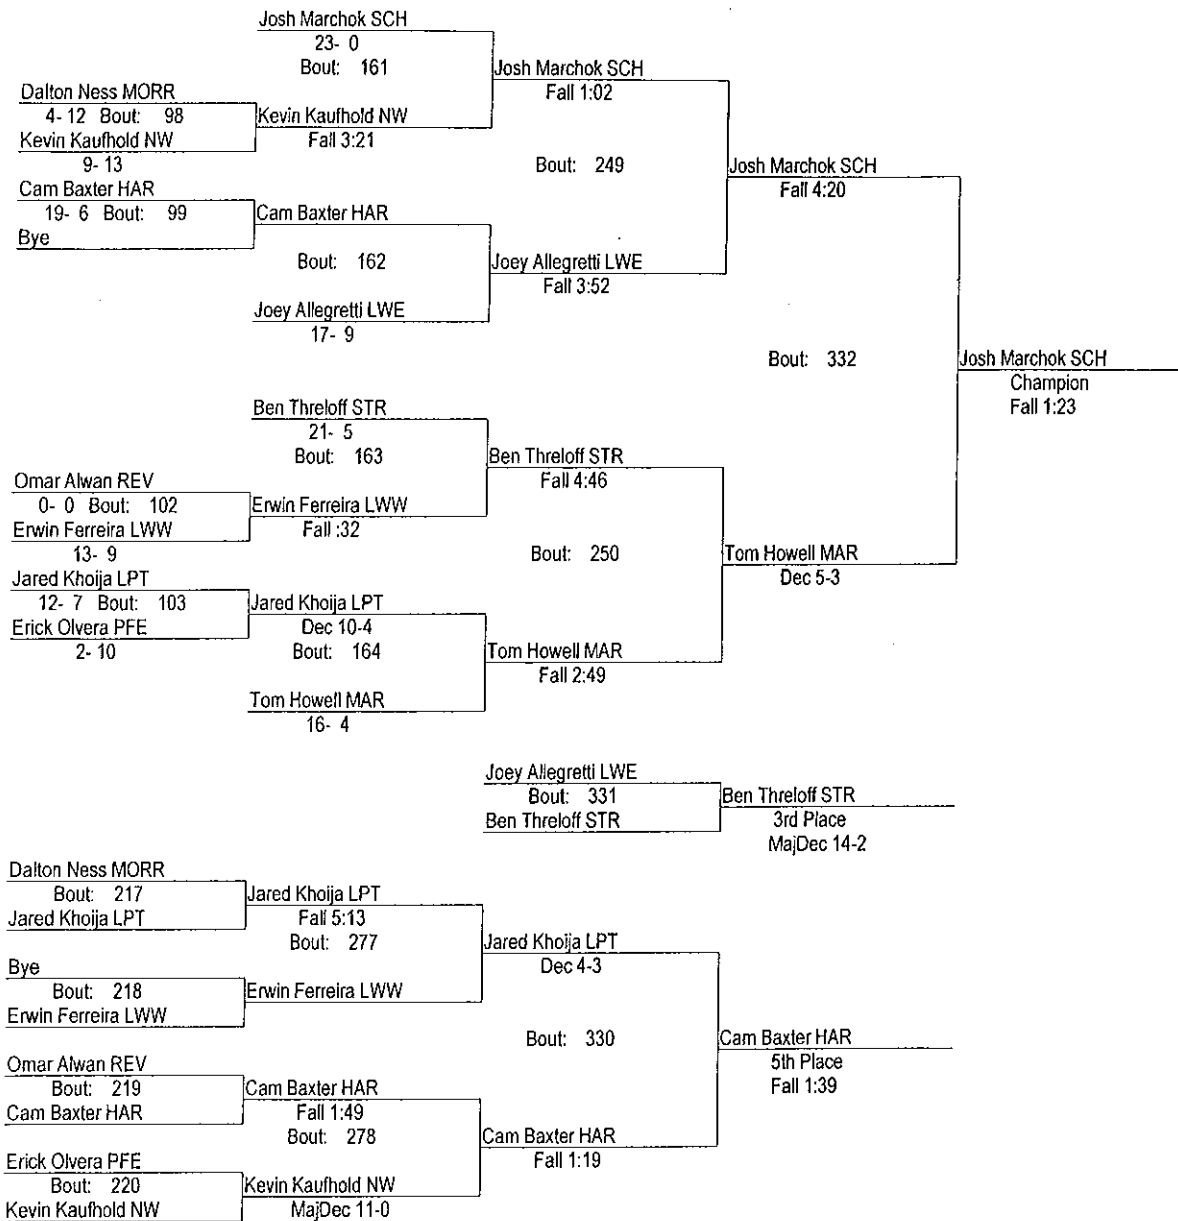 Josh Marchok SCH
23- 0
Bout: 161
Josh Marchok SCH
Fall 1:02
Dalton Ness MORR
4- 12 Bout: 98
Kevin Kaufhold NW
Kevin Kaufhold NW
Fall 3:21
9- 13
Bout: 249
Josh Marchok SCH
Fall 4:20
Cam Baxter HAR
19- 6 Bout: 99
Cam Baxter HAR
Bye
Bout: 162
Joey Allegretti LWE
Fall 3:52
Joey Allegretti LWE
17- 9
Bout: 332
Josh Marchok SCH
Champion
Fall 1:23
Ben Threloff STR
21- 5
Bout: 163
Ben Threloff STR
Fall 4:46
Omar Alwan REV
0- 0 Bout: 102
Erwin Ferreira LWW
Erwin Ferreira LWW
Fall :32
13- 9
Bout: 250
Tom Howell MAR
Dec 5-3
Jared Khoija LPT
12- 7 Bout: 103
Jared Khoija LPT
Erick Olvera PFE
Dec 10-4
2- 10
Bout: 164
Tom Howell MAR
Fall 2:49
Tom Howell MAR
16- 4
Joey Allegretti LWE
Bout: 331
Ben Threloff STR
Ben Threloff STR
3rd Place
MajDec 14-2
Dalton Ness MORR
Bout: 217
Jared Khoija LPT
Jared Khoija LPT
Fall 5:13
Bout: 277
Jared Khoija LPT
Dec 4-3
Bye
Bout: 218
Erwin Ferreira LWW
Erwin Ferreira LWW
Bout: 330
Cam Baxter HAR
5th Place
Fall 1:39
Omar Alwan REV
Bout: 219
Cam Baxter HAR
Cam Baxter HAR
Fall 1:49
Bout: 278
Cam Baxter HAR
Fall 1:19
Erick Olvera PFE
Bout: 220
Kevin Kaufhold NW
Kevin Kaufhold NW
MajDec 11-0